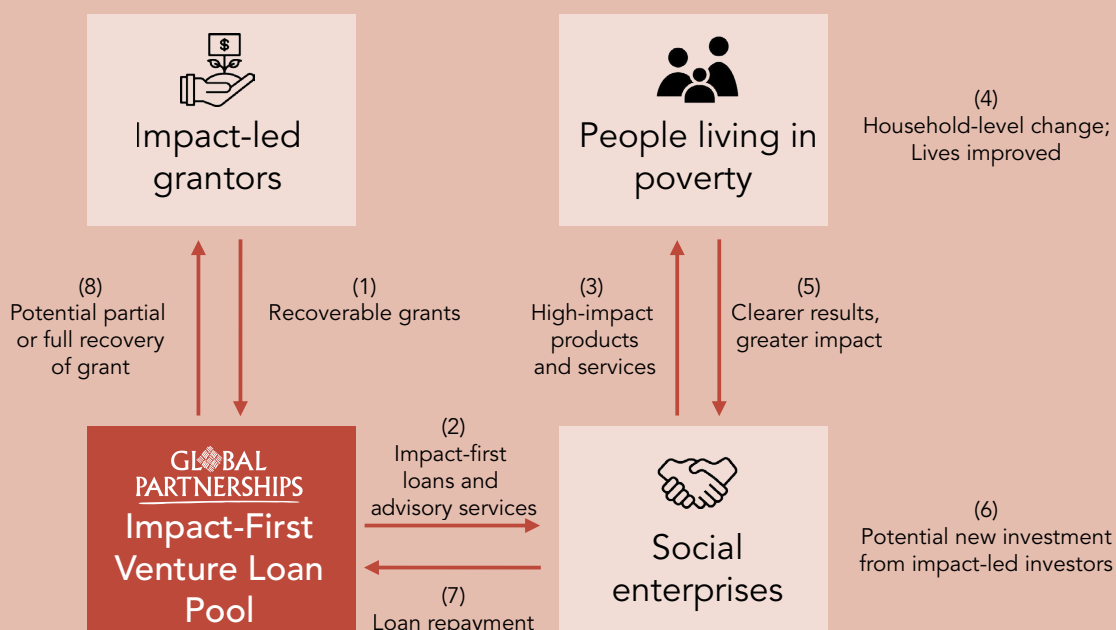 $
Impact-led
grantors
People living in
poverty
(4)
Household-level change;
Lives improved
(8)
Potential partial
or full recovery
of grant
(1)
Recoverable grants
(3)
High-impact
products
and services
(5)
Clearer results,
greater impact
(2)
Impact-first
loans and
advisory services
GLOBAL
PARTNERSHIPS
Impact-First
Venture Loan
Pool
Social
enterprises
(6)
Potential new investment
from impact-led investors
(7)
Loan repayment